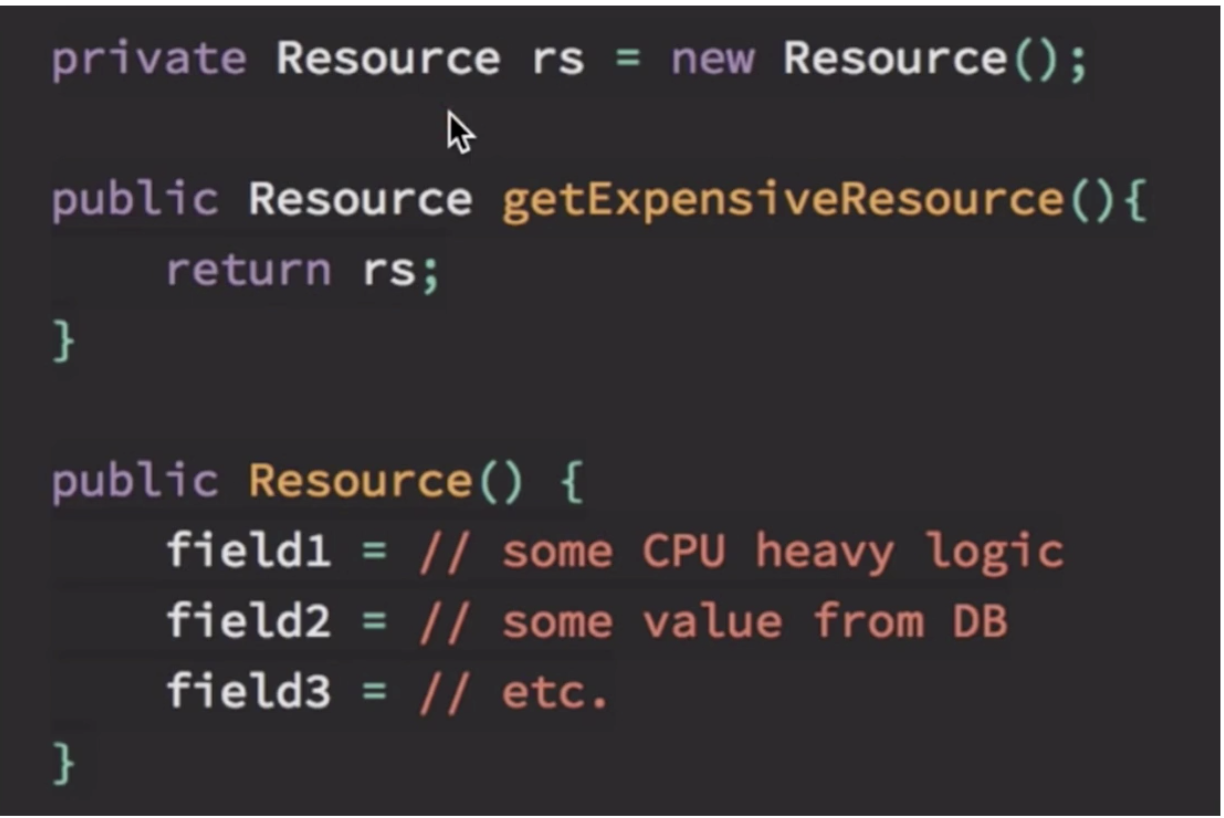 private Resource rs = new Resource();
public Resource getExpensiveResource(){
    return rs;
}
public Resource() {
    field1 = // some CPU heavy logic
    field2 = // some value from DB
    field3 = // etc.
}